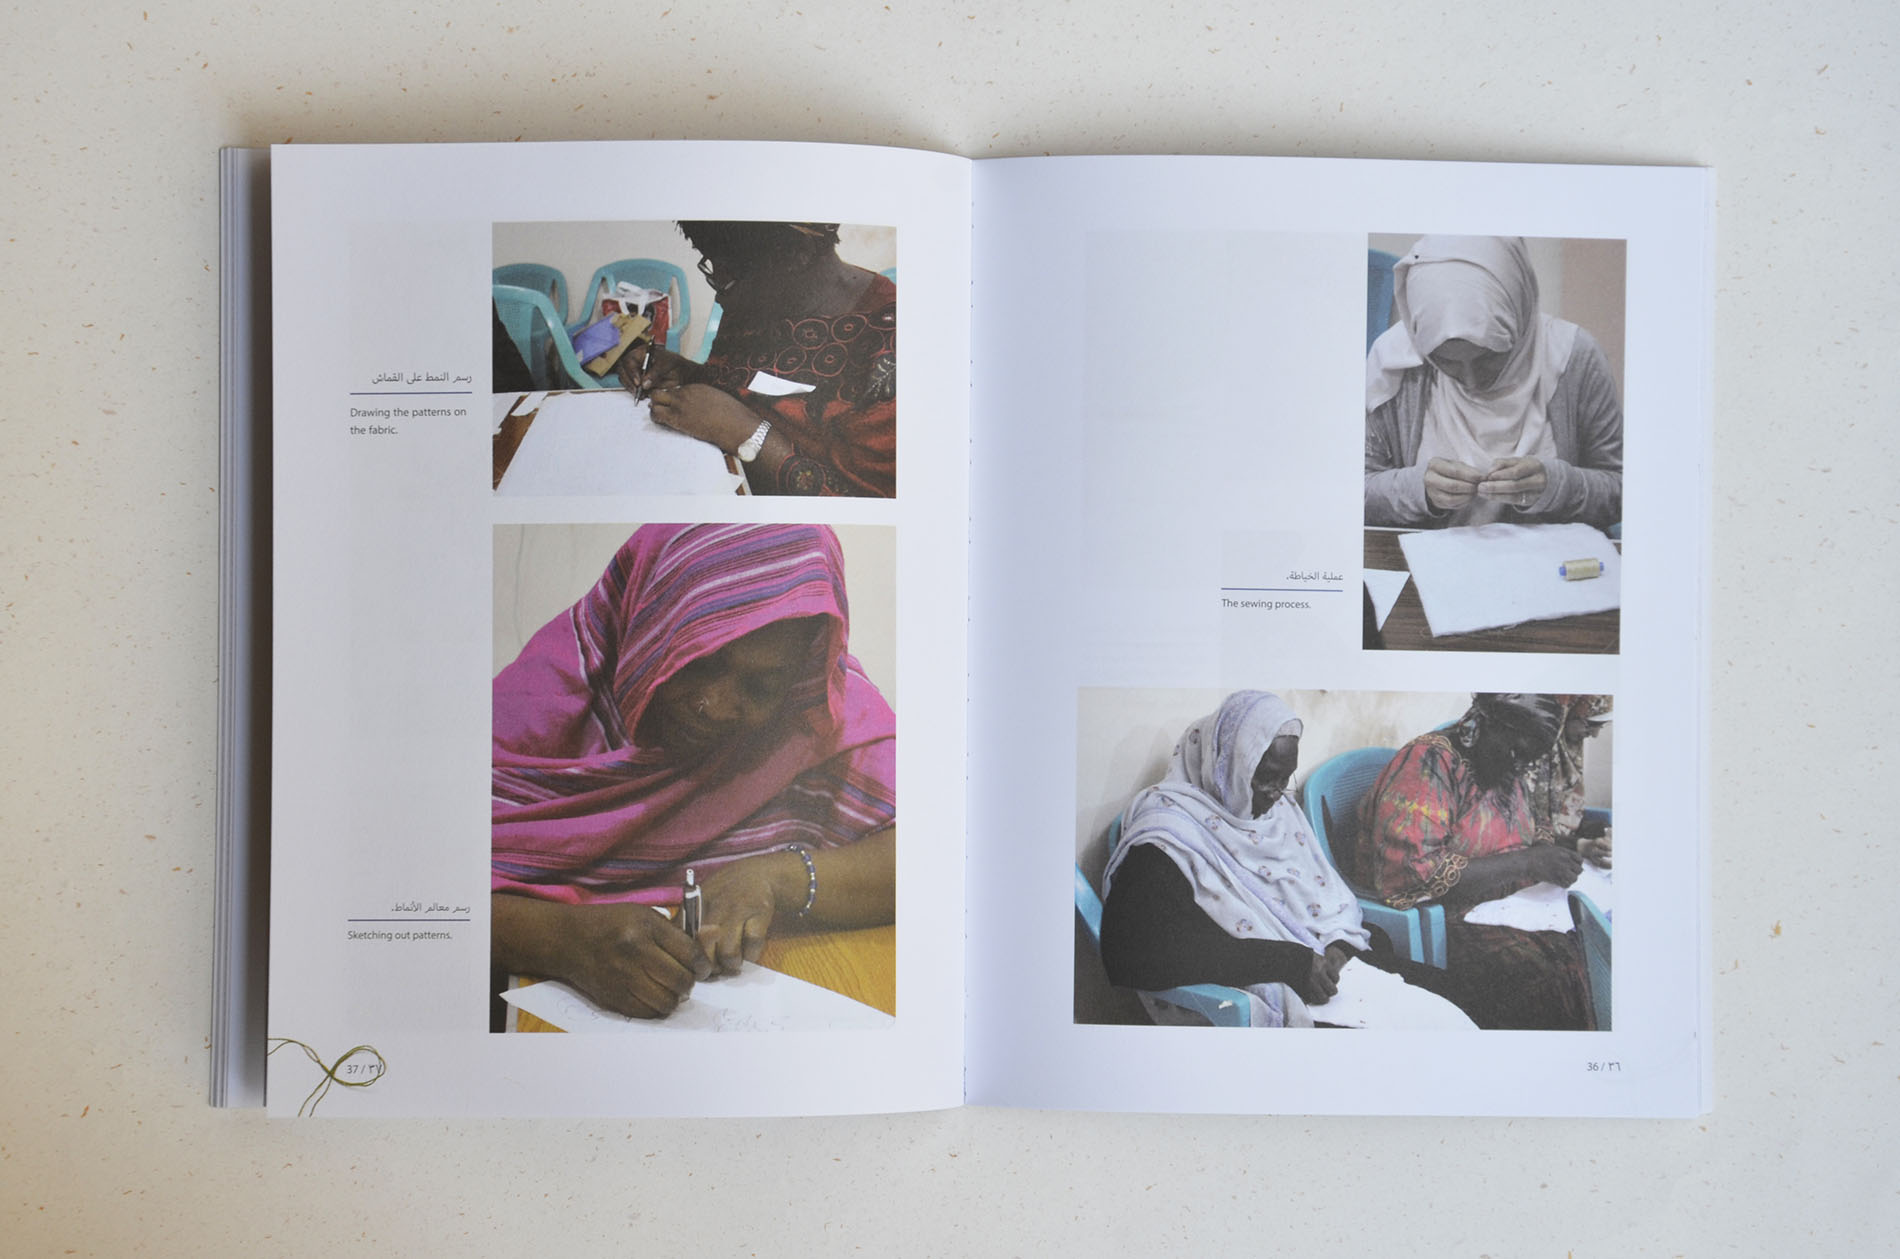 عملية الخياطة.
The sewing process.
36 / ٣٦
رسم النمط على القماش
Drawing the patterns on
the fabric.
رسم معالم الأنماط.
Sketching out patterns.
37 / ٣٧